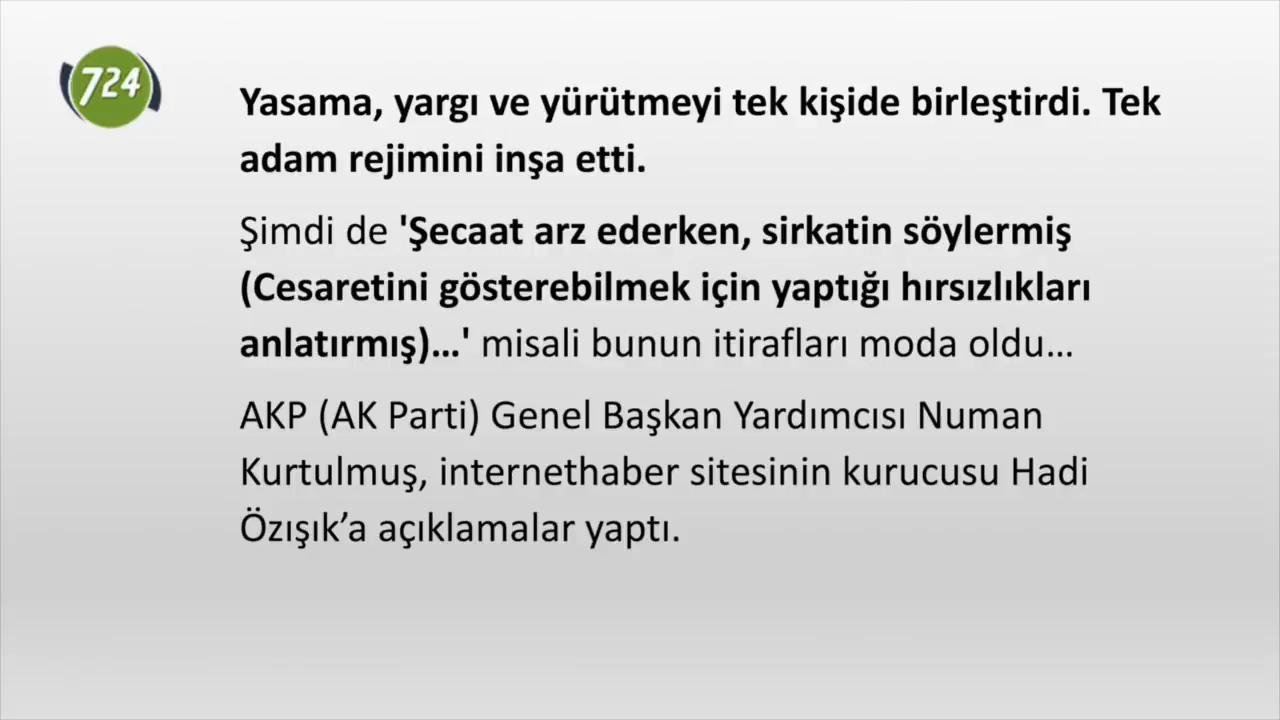 724
Yasama, yargı ve yürütmeyi tek kişide birleştirdi. Tek
adam rejimini inşa etti.
Şimdi de 'Şecaat arz ederken, sirkatin söylermiş
(Cesaretini gösterebilmek için yaptığı hırsızlıkları
anlatırmış)…' misali bunun itirafları moda oldu…
AKP (AK Parti) Genel Başkan Yardımcısı Numan
Kurtulmuş, internethaber sitesinin kurucusu Hadi
Özışık’a açıklamalar yaptı.